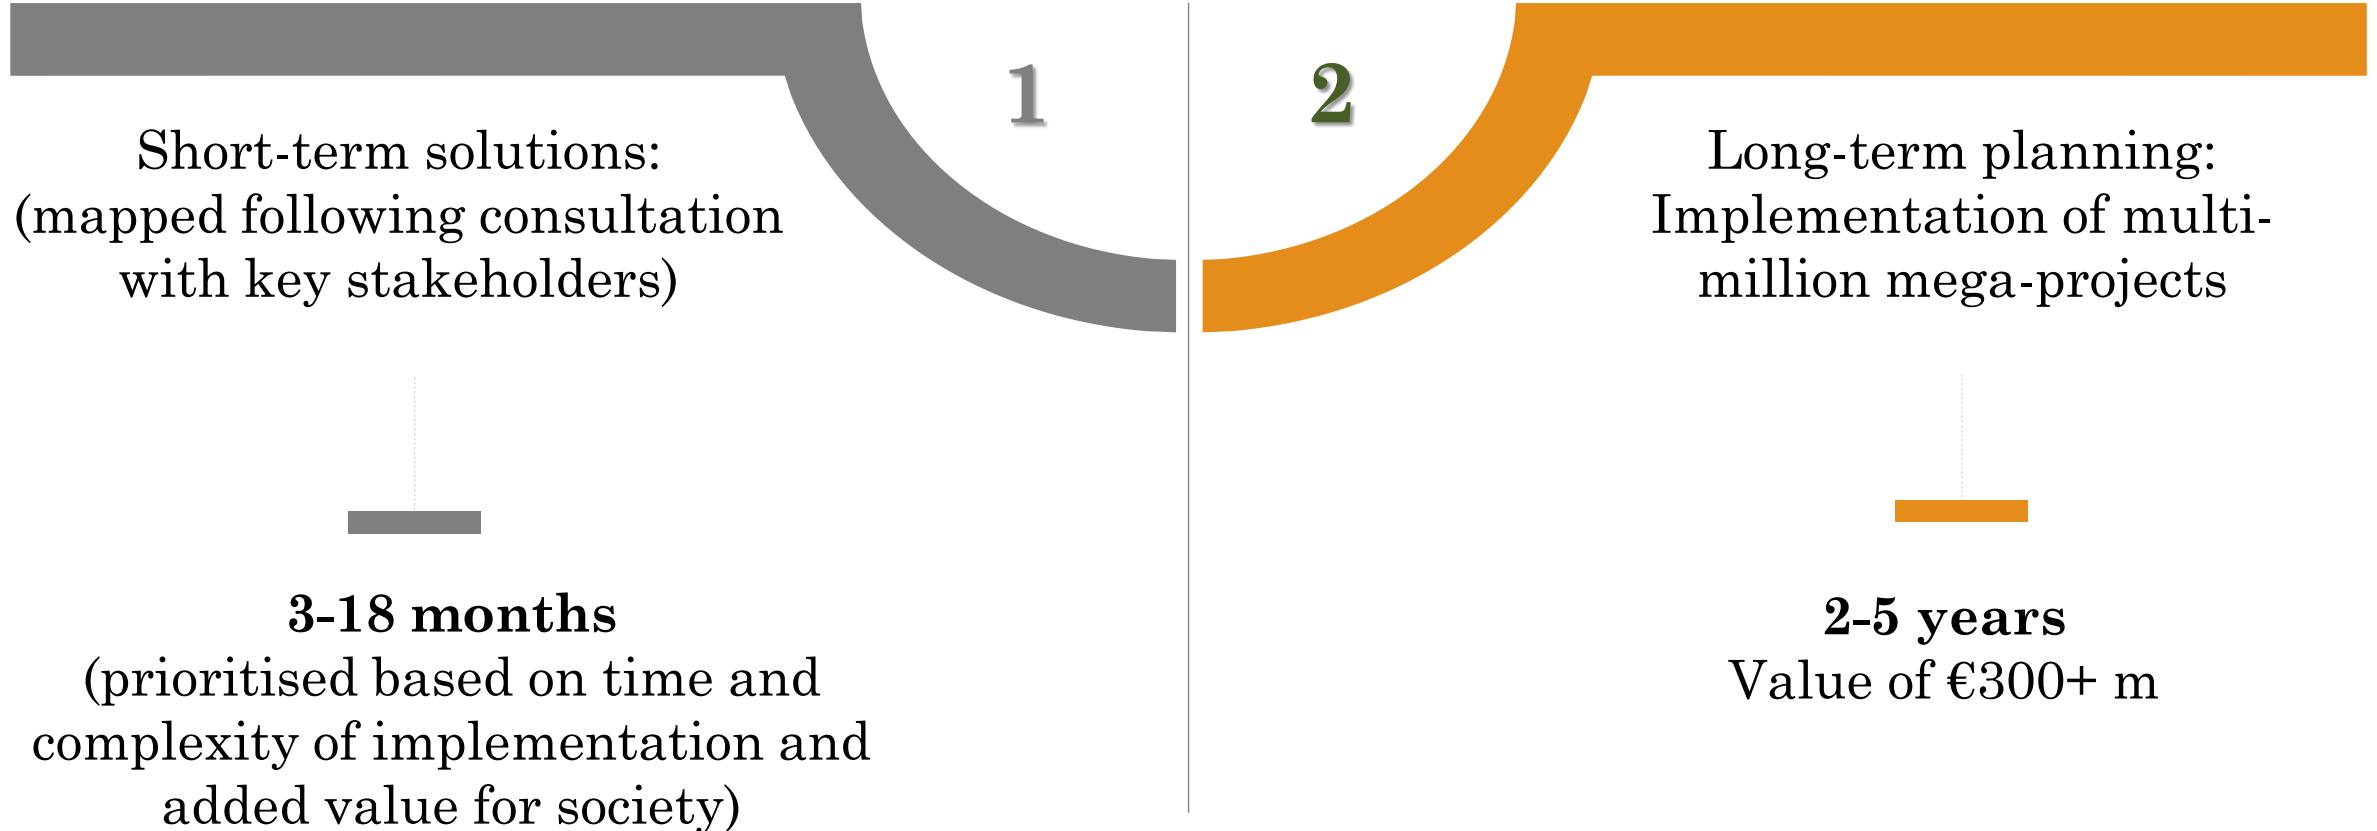 1
Short-term solutions:
(mapped following consultation
with key stakeholders)
3-18 months
(prioritised based on time and
complexity of implementation and
added value for society)
2
Long-term planning:
Implementation of multi-
million mega-projects
2-5 years
Value of €300+ m